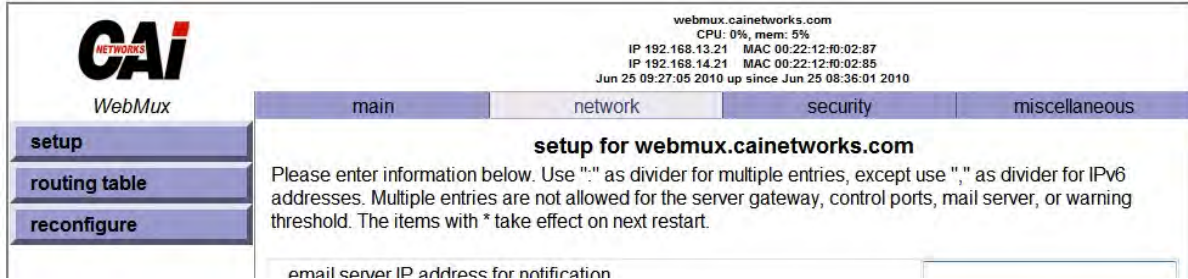 webmux.cainetworks.com
CPU: 0%, mem: 5%
IP 192.168.13.21 MAC 00:22:12:f0:02:87
IP 192.168.14.21 MAC 00:22:12:f0:02:85
Jun 25 09:27:05 2010 up since Jun 25 08:36:01 2010
CAi
NETWORKS
WebMux
main network security miscellaneous
setup
routing table
reconfigure
setup for webmux.cainetworks.com
Please enter information below. Use ":" as divider for multiple entries, except use "," as divider for IPv6
addresses. Multiple entries are not allowed for the server gateway, control ports, mail server, or warning
threshold. The items with * take effect on next restart.
email server IP address for notification